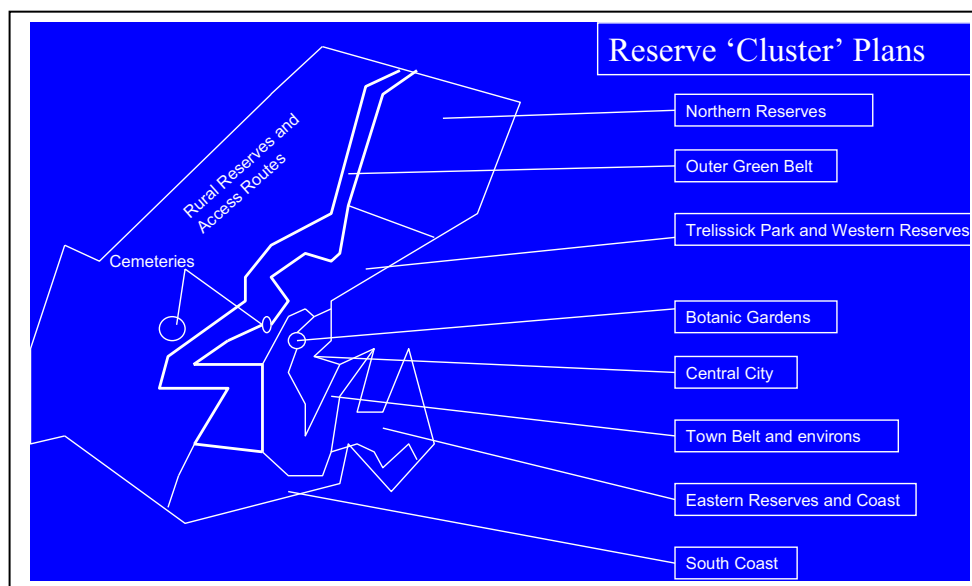 Reserve ‘Cluster’ Plans
Northern Reserves
Outer Green Belt
Rural Reserves and
Access Routes
Trelissick Park and Western Reserves
Cemeteries
Botanic Gardens
Central City
Town Belt and environs
Eastern Reserves and Coast
South Coast